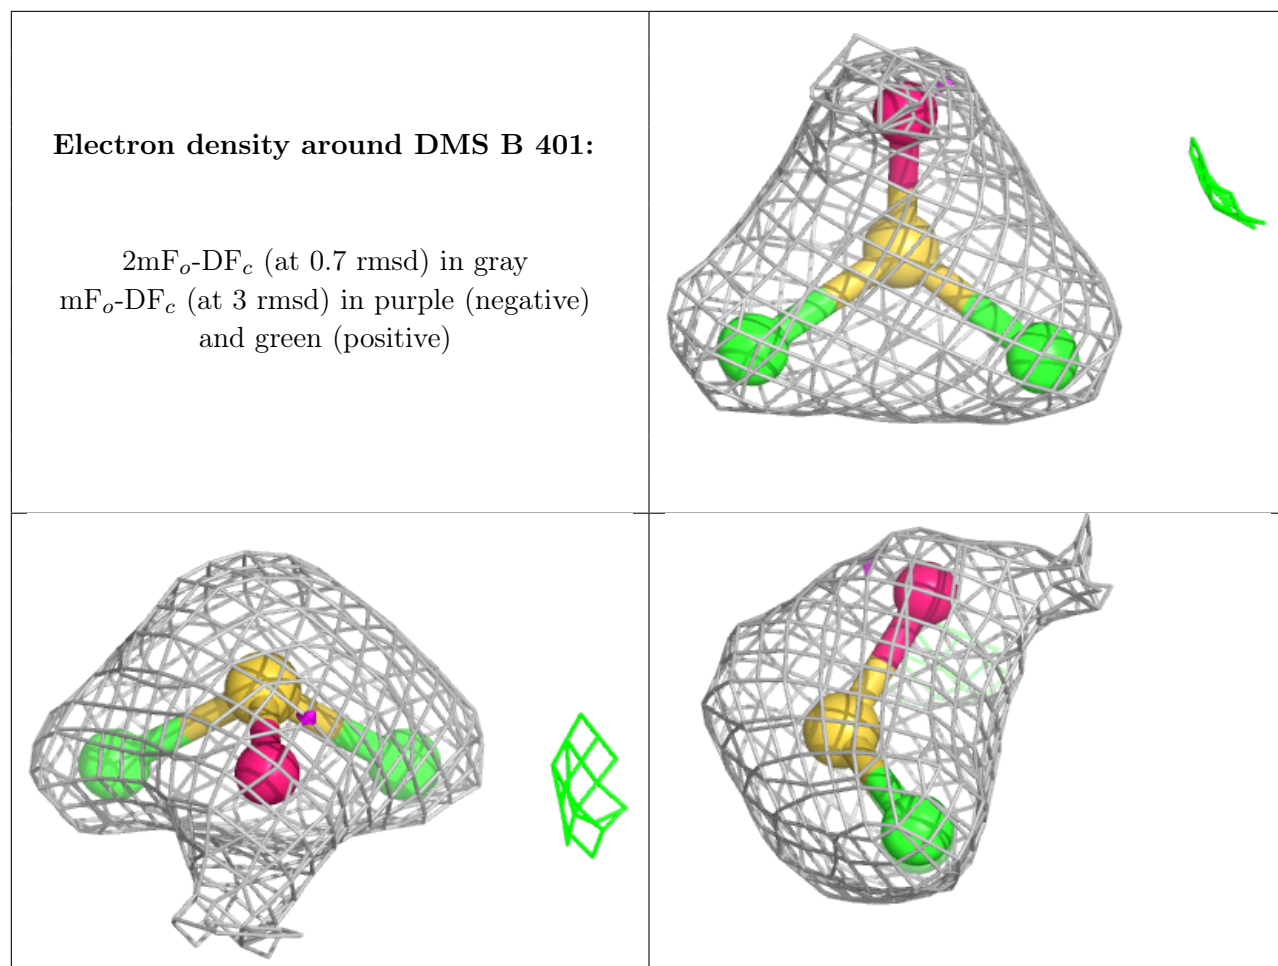 Electron density around DMS B 401:
2mFo-DFc (at 0.7 rmsd) in gray
mFo-DFc (at 3 rmsd) in purple (negative)
and green (positive)